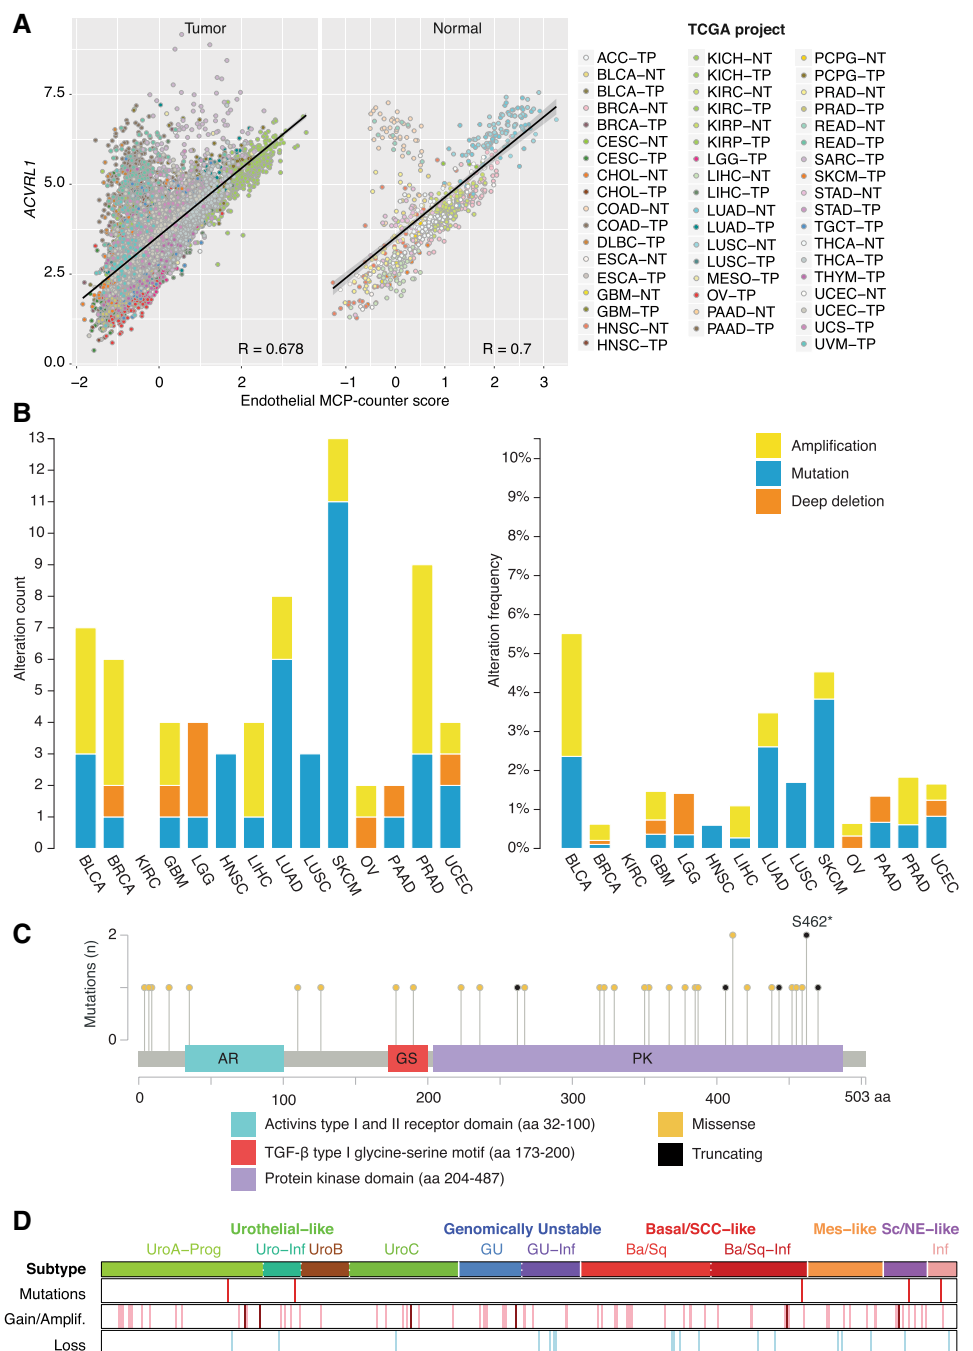 A
Tumor
Normal
TCGA project
ACVRL1
7.5
5.0
2.5
0.0
R = 0.678
R = 0.7
−2
0
2
−1
0
1
2
3
Endothelial MCP-counter score
ACC−TP
BLCA−NT
BLCA−TP
BRCA−NT
BRCA−TP
CESC−NT
CESC−TP
CHOL−NT
CHOL−TP
COAD−NT
COAD−TP
DLBC−TP
ESCA−NT
ESCA−TP
GBM−NT
GBM−TP
HNSC−NT
HNSC−TP
KICH−NT
KICH−TP
KIRC−NT
KIRC−TP
KIRP−NT
KIRP−TP
LGG−TP
LIHC−NT
LIHC−TP
LUAD−NT
LUAD−TP
LUSC−NT
LUSC−TP
MESO−TP
OV−TP
PAAD−NT
PAAD−TP
PCPG−NT
PCPG−TP
PRAD−NT
PRAD−TP
READ−NT
READ−TP
SARC−TP
SKCM−TP
STAD−NT
STAD−TP
TGCT−TP
THCA−NT
THCA−TP
THYM−TP
UCEC−NT
UCEC−TP
UCS−TP
UVM−TP
B
Alteration count
13
12
11
10
9
8
7
6
5
4
3
2
1
0
BLCA
BRCA
KIRC
GBM
LGG
HNSC
LIHC
LUAD
LUSC
SKCM
OV
PAAD
PRAD
UCEC
Alteration frequency
10%
9%
8%
7%
6%
5%
4%
3%
2%
1%
0%
BLCA
BRCA
KIRC
GBM
LGG
HNSC
LIHC
LUAD
LUSC
SKCM
OV
PAAD
PRAD
UCEC
Amplification
Mutation
Deep deletion
C
Mutations (n)
2
0
S462*
AR
GS
PK
0
100
200
300
400
503 aa
Activins type I and II receptor domain (aa 32-100)
TGF-β type I glycine-serine motif (aa 173-200)
Protein kinase domain (aa 204-487)
Missense
Truncating
D
Urothelial−like
Genomically Unstable
Basal/SCC−like
Mes−like
Sc/NE−like
UroA−Prog
Uro−Inf
UroB
UroC
GU
GU−Inf
Ba/Sq
Ba/Sq−Inf
Inf
Subtype
Mutations
Gain/Amplif.
Loss